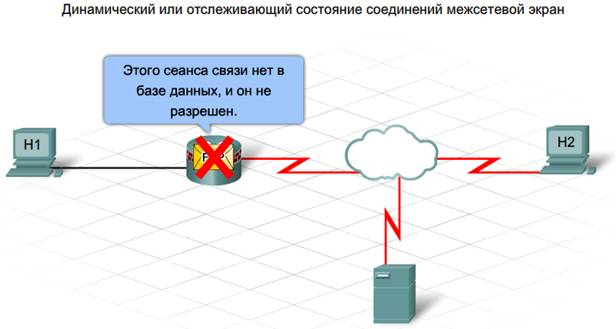 Динамический или отслеживающий состояние соединений межсетевой экран
Этого сеанса связи нет в
базе данных, и он не
разрешен.
H1
H2